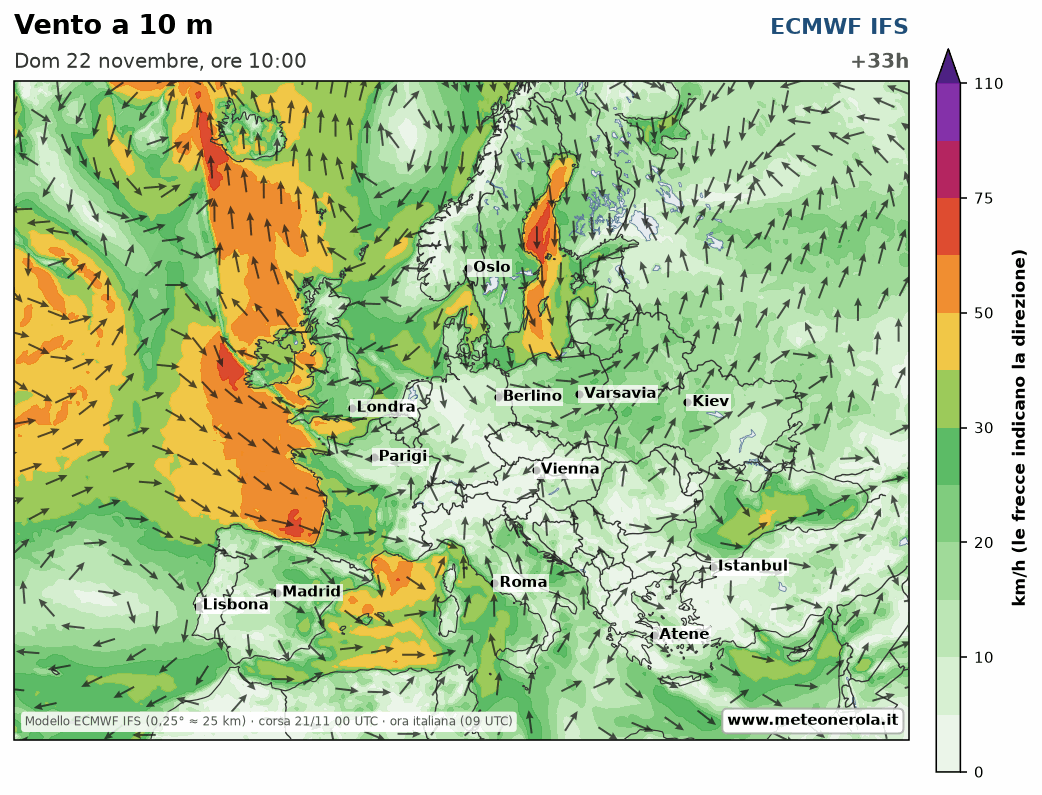 Vento a 10 m
ECMWF IFS
Dom 22 novembre, ore 10:00
+33h
110
75
50
30
20
10
0
km/h (le frecce indicano la direzione)
Oslo
Berlino
Varsavia
Kiev
Londra
Parigi
Vienna
Istanbul
Roma
Madrid
Lisbona
Atene
Modello ECMWF IFS (0,25° ≈ 25 km) · corsa 21/11 00 UTC · ora italiana (09 UTC)
www.meteonerola.it